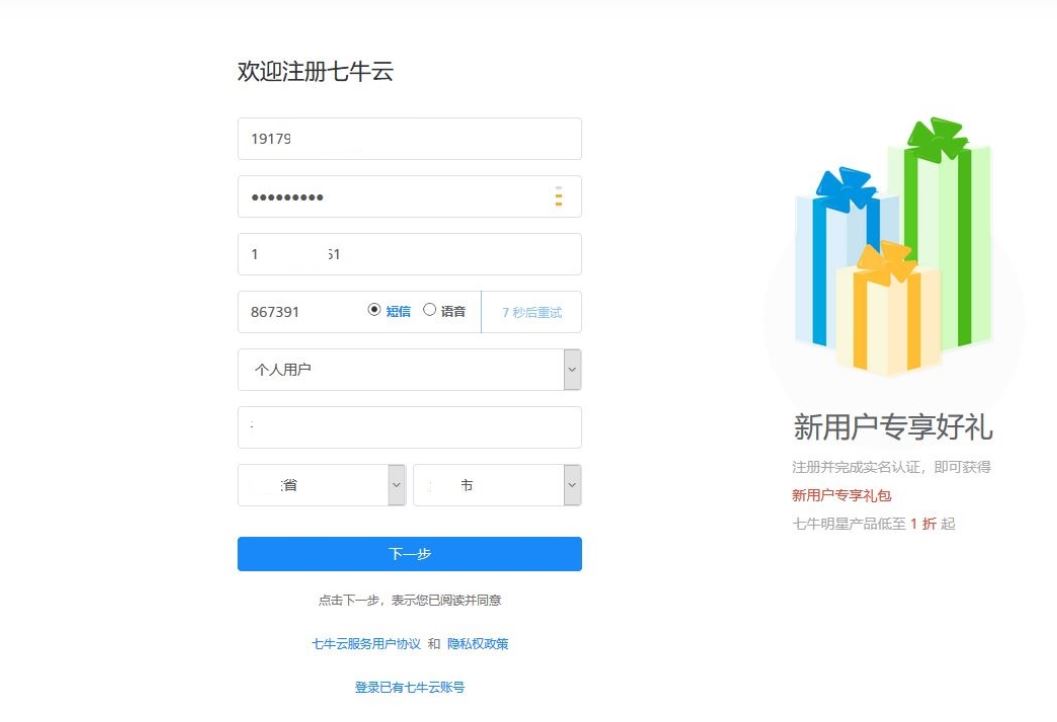 欢迎注册七牛云
19179
•••••••••
1 51
867391 短信 语音 7 秒后重试
个人用户
省 市
下一步
点击下一步，表示您已阅读并同意
七牛云服务用户协议 和 隐私权政策
登录已有七牛云账号
新用户专享好礼
注册并完成实名认证，即可获得
新用户专享礼包
七牛明星产品低至 1 折 起